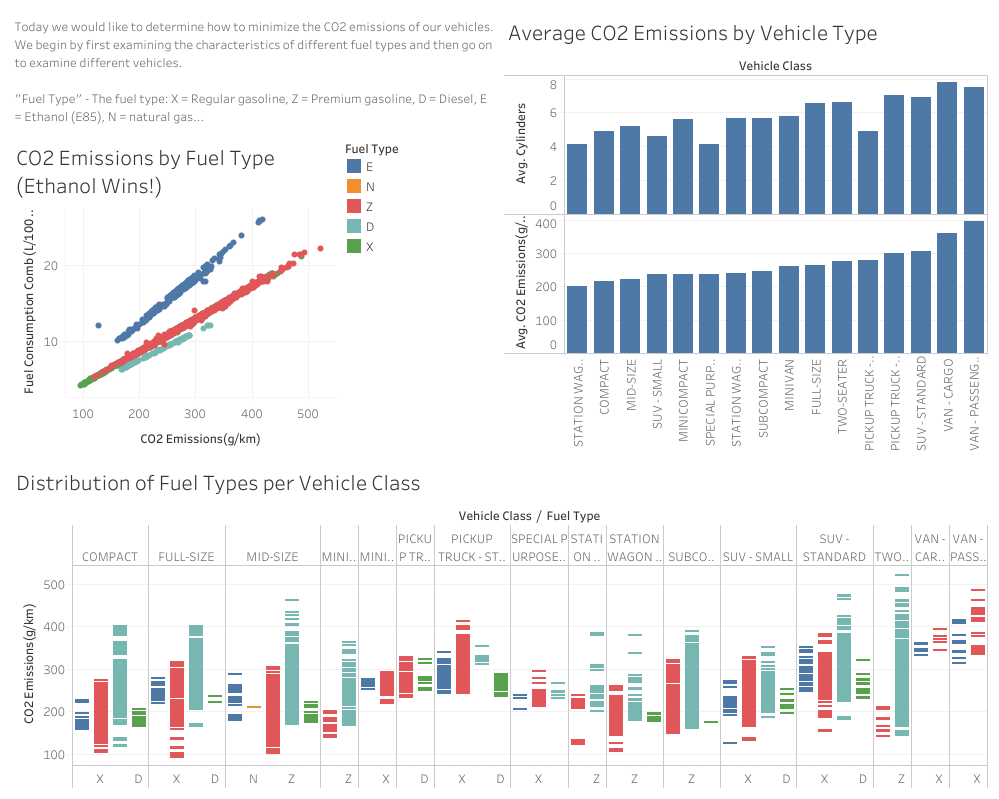 Today we would like to determine how to minimize the CO2 emissions of our vehicles.
We begin by first examining the characteristics of different fuel types and then go on
to examine different vehicles.
"Fuel Type" - The fuel type: X = Regular gasoline, Z = Premium gasoline, D = Diesel, E
= Ethanol (E85), N = natural gas...
CO2 Emissions by Fuel Type
(Ethanol Wins!)
Fuel Type
E
N
Z
D
X
Fuel Consumption Comb (L/100..
20
10
100 200 300 400 500
CO2 Emissions(g/km)
Average CO2 Emissions by Vehicle Type
Vehicle Class
Avg. Cylinders
8
6
4
2
0
Avg. CO2 Emissions(g/..
400
300
200
100
0
STATION WAG..
COMPACT
MID-SIZE
SUV - SMALL
MINICOMPACT
SPECIAL PURP..
STATION WAG..
SUBCOMPACT
MINIVAN
FULL-SIZE
TWO-SEATER
PICKUP TRUCK -..
PICKUP TRUCK -..
SUV - STANDARD
VAN - CARGO
VAN - PASSENG..
Distribution of Fuel Types per Vehicle Class
Vehicle Class / Fuel Type
COMPACT
FULL-SIZE
MID-SIZE
MINI..
MINI..
PICKU
P TR..
PICKUP
TRUCK - ST..
SPECIAL P
URPOSE..
STATI
ON ..
STATION
WAGON ..
SUBCO..
SUV - SMALL
SUV -
STANDARD
TWO..
VAN -
CAR..
VAN -
PASS..
CO2 Emissions(g/km)
500
400
300
200
100
X D X D N Z Z X D X D X Z Z Z D X D X D Z X X